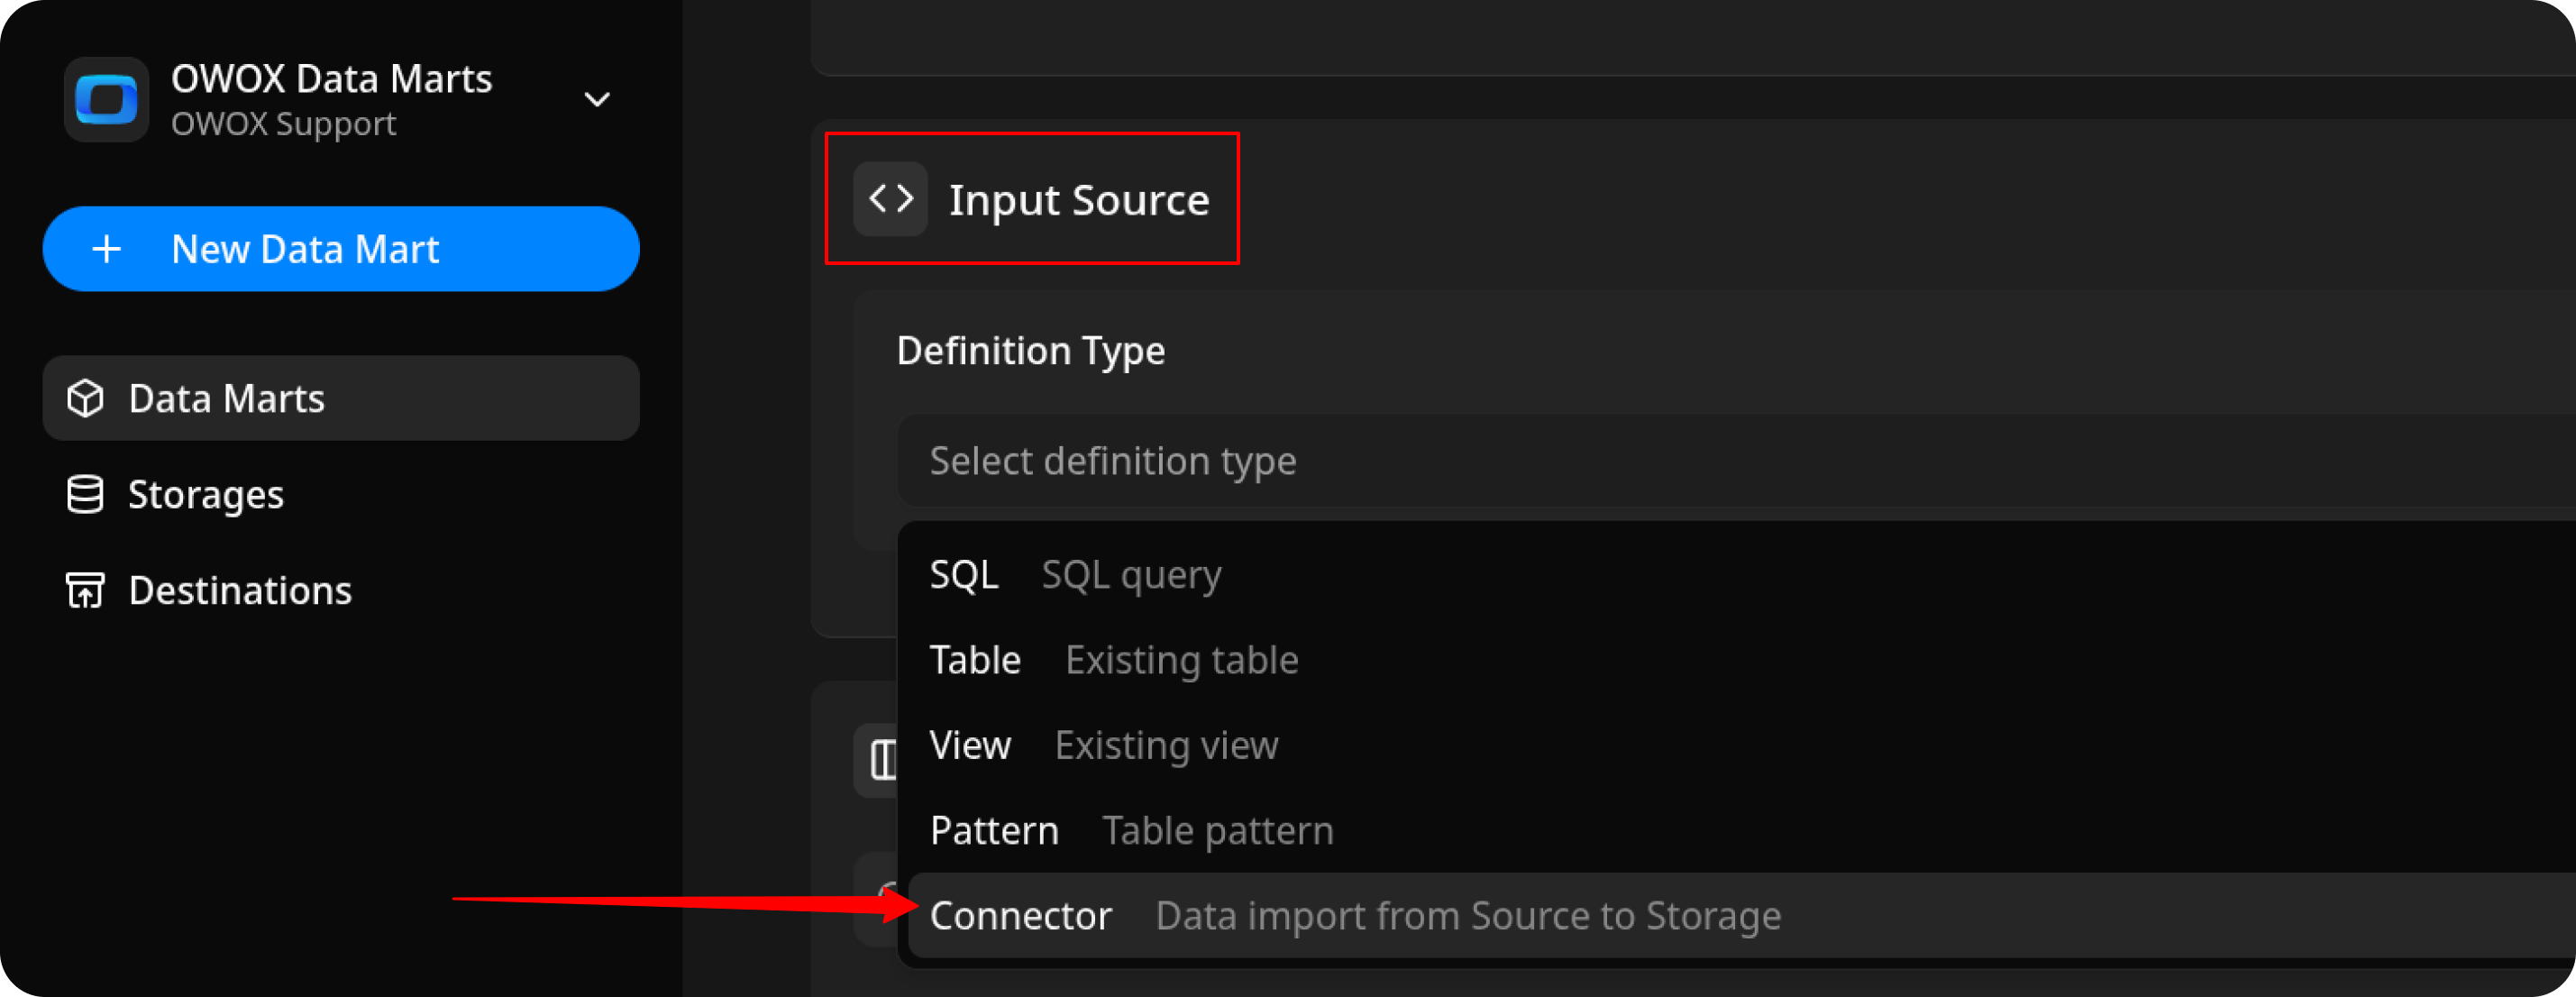 OWOX Data Marts
OWOX Support
New Data Mart
Data Marts
Storages
Destinations
Input Source
Definition Type
Select definition type
SQL SQL query
Table Existing table
View Existing view
Pattern Table pattern
Connector Data import from Source to Storage